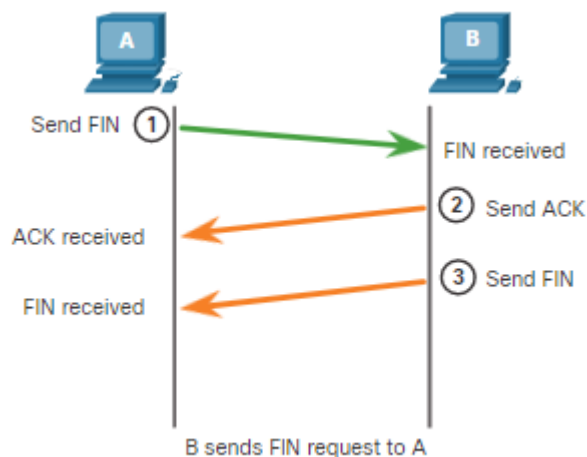 A
B
Send FIN 1
FIN received
2 Send ACK
ACK received
3 Send FIN
FIN received
B sends FIN request to A